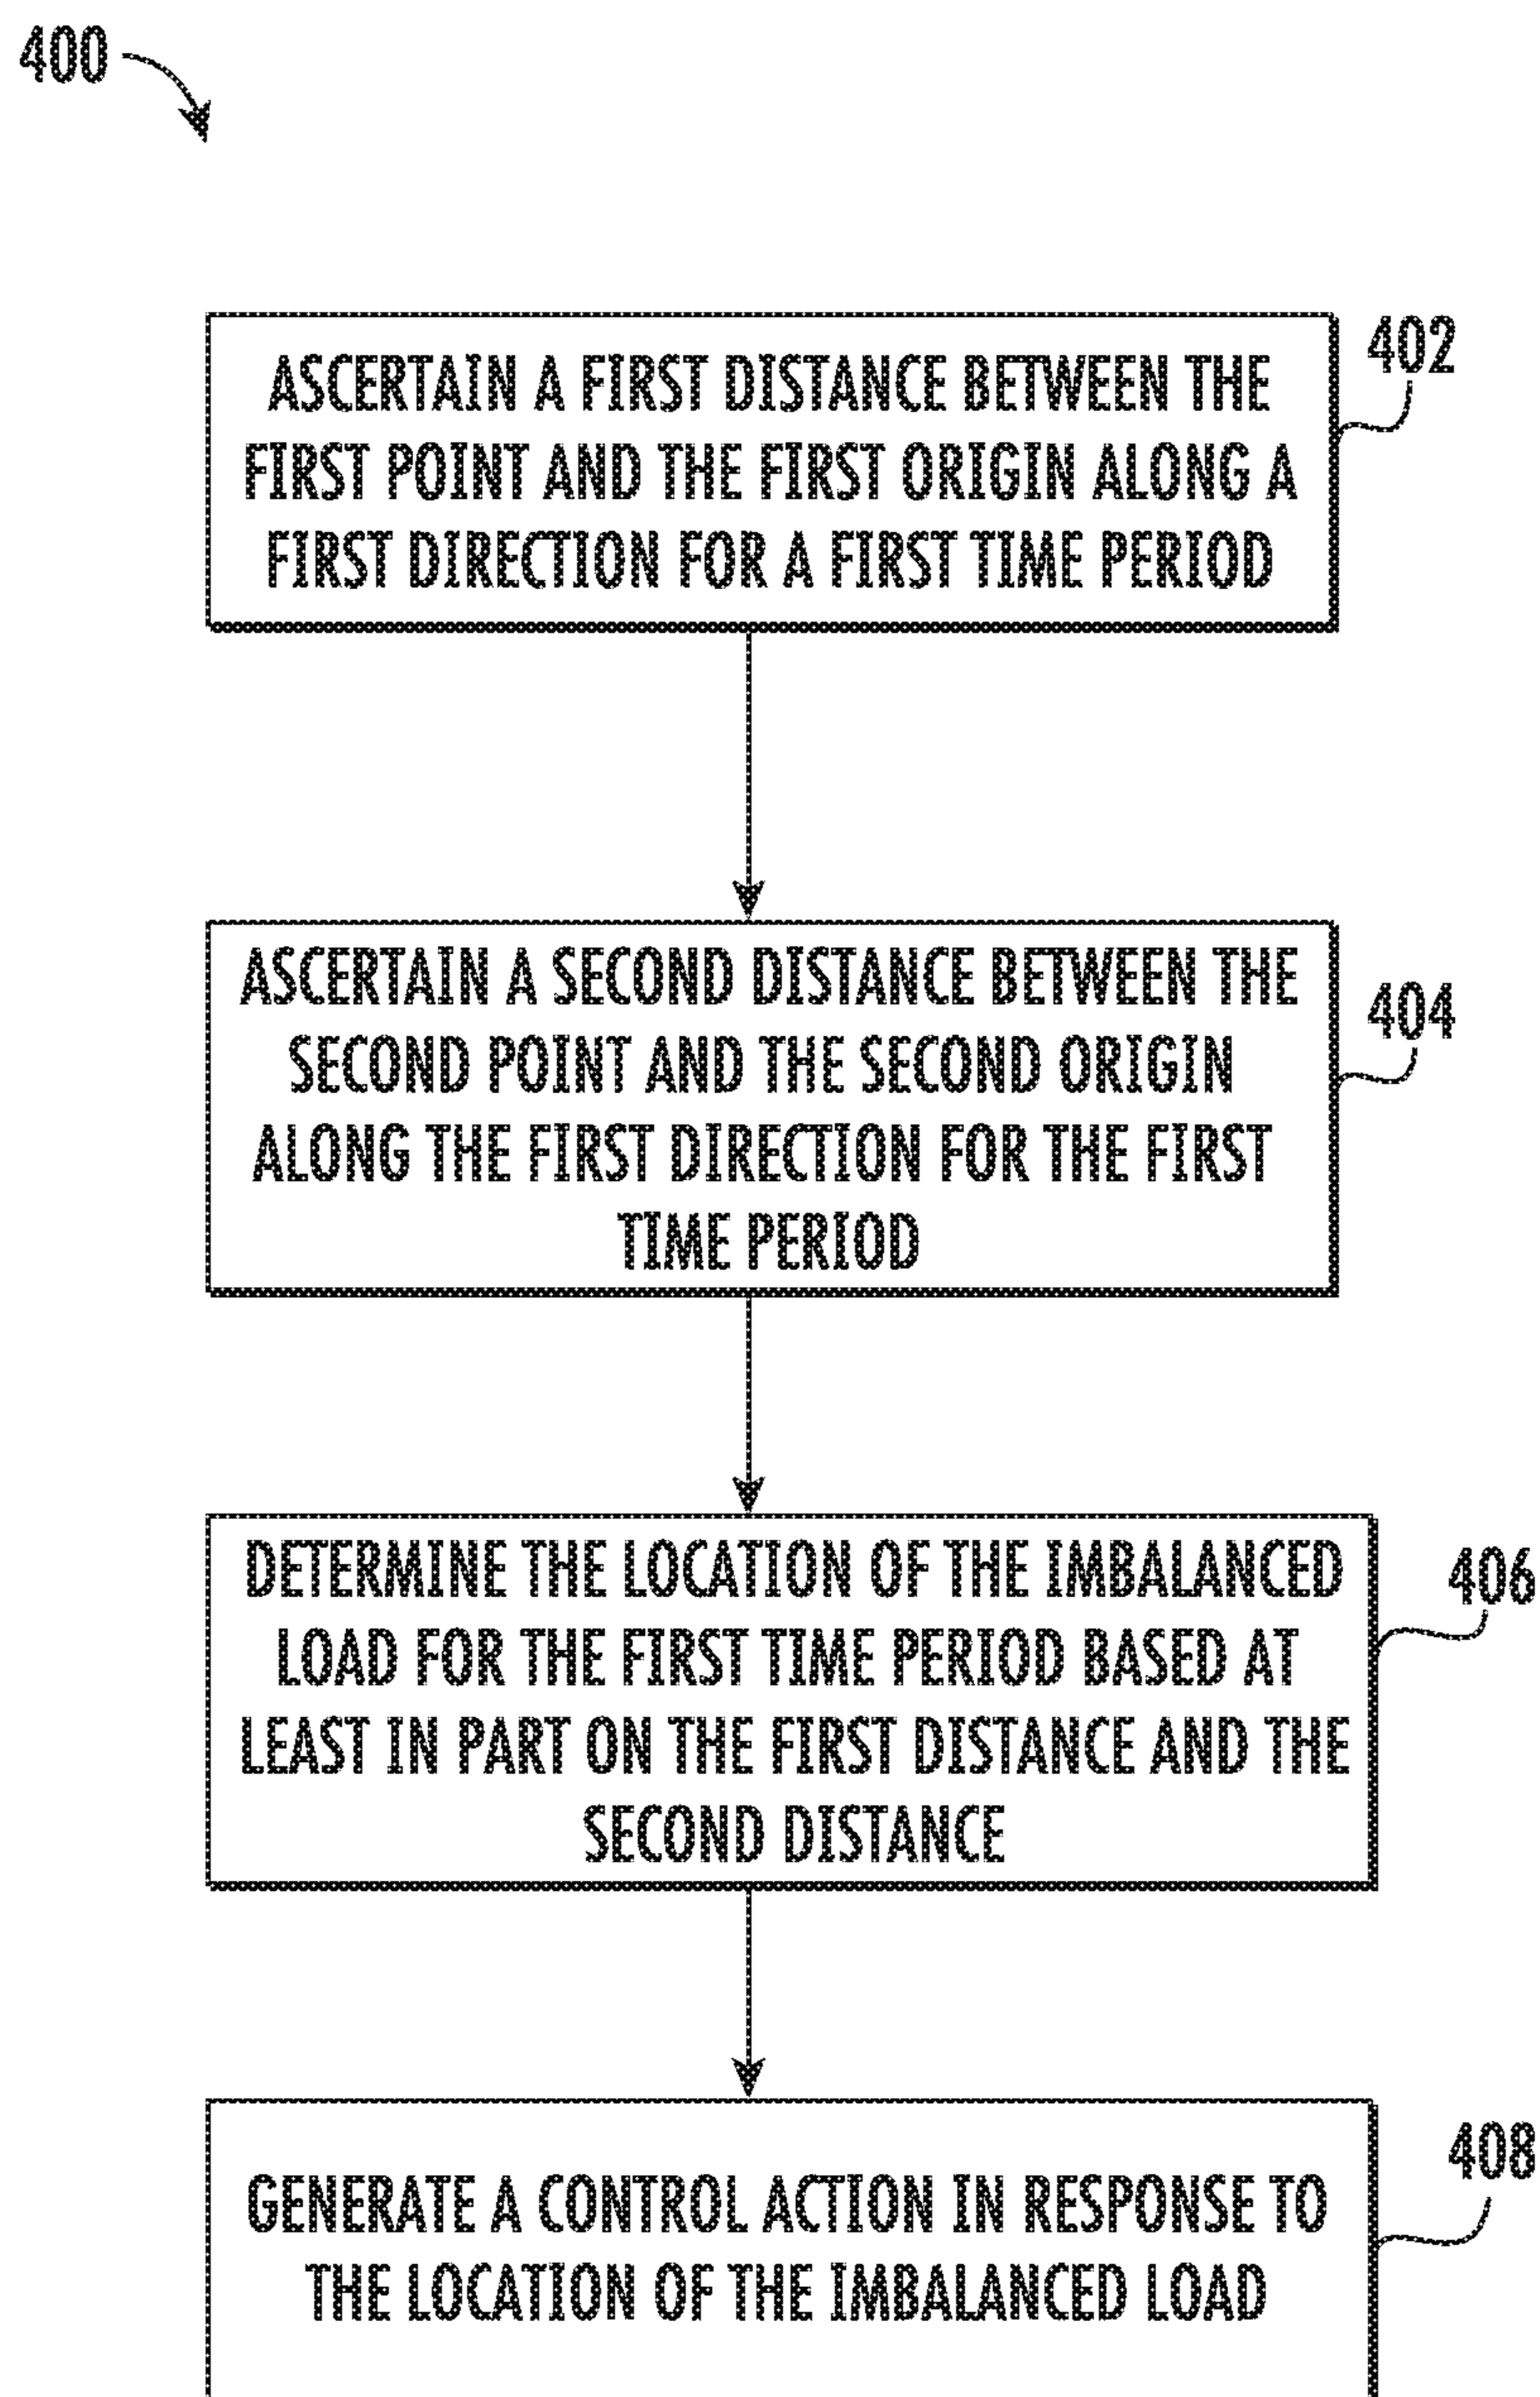 400
ASCERTAIN A FIRST DISTANCE BETWEEN THE
FIRST POINT AND THE FIRST ORIGIN ALONG A
FIRST DIRECTION FOR A FIRST TIME PERIOD
402
ASCERTAIN A SECOND DISTANCE BETWEEN THE
SECOND POINT AND THE SECOND ORIGIN
ALONG THE FIRST DIRECTION FOR THE FIRST
TIME PERIOD
404
DETERMINE THE LOCATION OF THE IMBALANCED
LOAD FOR THE FIRST TIME PERIOD BASED AT
LEAST IN PART ON THE FIRST DISTANCE AND THE
SECOND DISTANCE
406
GENERATE A CONTROL ACTION IN RESPONSE TO
THE LOCATION OF THE IMBALANCED LOAD
408